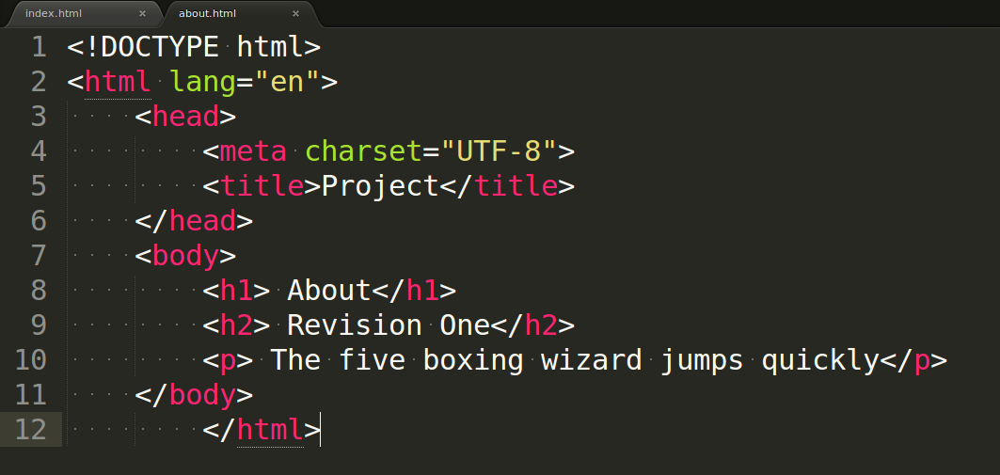 index.html × about.html ×
1 <!DOCTYPE html>
2 <html lang="en">
3     <head>
4         <meta charset="UTF-8">
5         <title>Project</title>
6     </head>
7     <body>
8         <h1> About</h1>
9         <h2> Revision One</h2>
10         <p> The five boxing wizard jumps quickly</p>
11     </body>
12         </html>